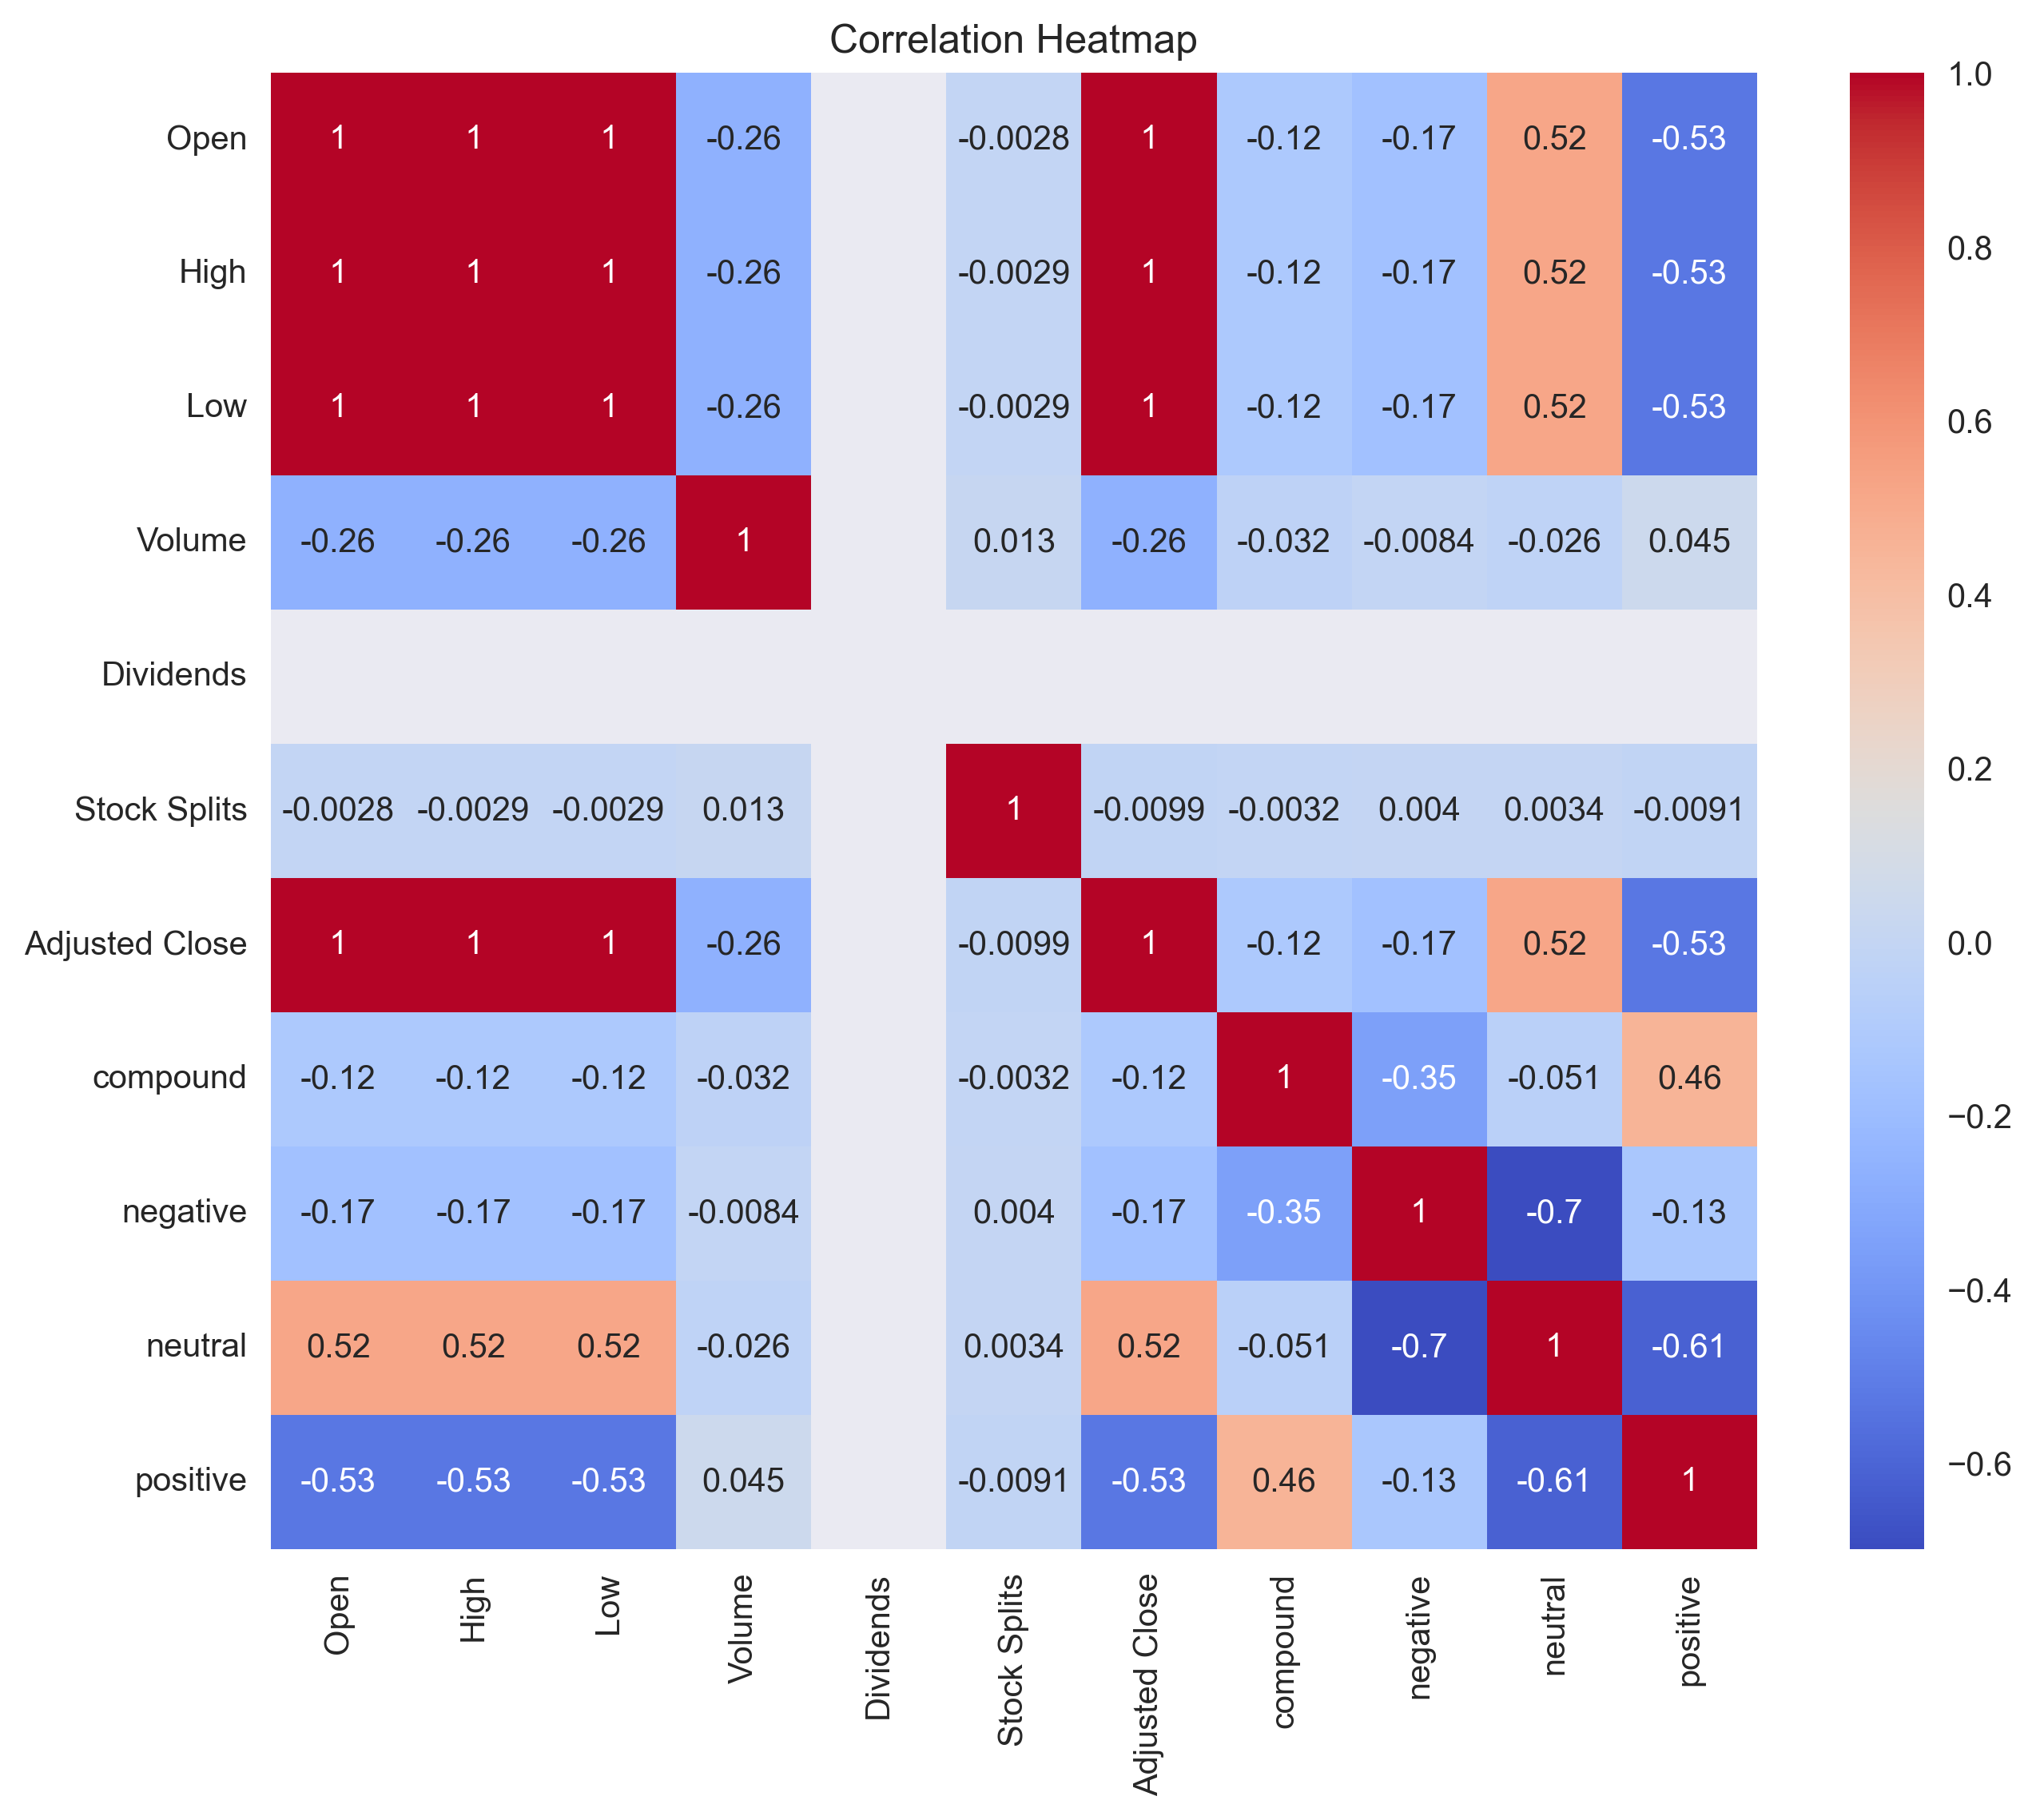 Correlation Heatmap
Open 1 1 1 -0.26 -0.0028 1 -0.12 -0.17 0.52 -0.53
High 1 1 1 -0.26 -0.0029 1 -0.12 -0.17 0.52 -0.53
Low 1 1 1 -0.26 -0.0029 1 -0.12 -0.17 0.52 -0.53
Volume -0.26 -0.26 -0.26 1 0.013 -0.26 -0.032 -0.0084 -0.026 0.045
Dividends
Stock Splits -0.0028 -0.0029 -0.0029 0.013 1 -0.0099 -0.0032 0.004 0.0034 -0.0091
Adjusted Close 1 1 1 -0.26 -0.0099 1 -0.12 -0.17 0.52 -0.53
compound -0.12 -0.12 -0.12 -0.032 -0.0032 -0.12 1 -0.35 -0.051 0.46
negative -0.17 -0.17 -0.17 -0.0084 0.004 -0.17 -0.35 1 -0.7 -0.13
neutral 0.52 0.52 0.52 -0.026 0.0034 0.52 -0.051 -0.7 1 -0.61
positive -0.53 -0.53 -0.53 0.045 -0.0091 -0.53 0.46 -0.13 -0.61 1
Open High Low Volume Dividends Stock Splits Adjusted Close compound negative neutral positive
1.0
0.8
0.6
0.4
0.2
0.0
−0.2
−0.4
−0.6